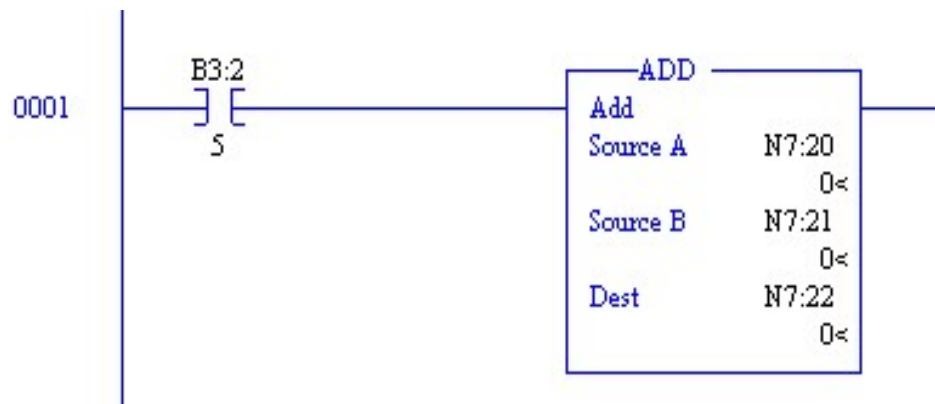 B3:2
ADD
0001
Add
5
Source A N7:20
0<
Source B N7:21
0<
Dest N7:22
0<